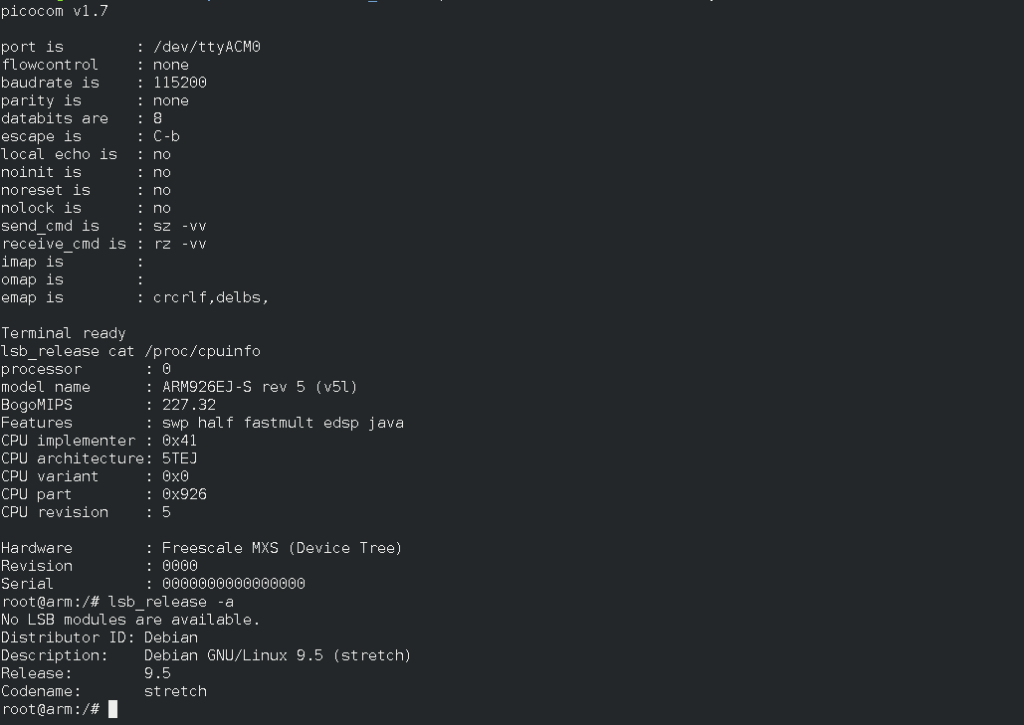 picocom v1.7
port is : /dev/ttyACM0
flowcontrol : none
baudrate is : 115200
parity is : none
databits are : 8
escape is : C-b
local echo is : no
noinit is : no
noreset is : no
nolock is : no
send_cmd is : sz -vv
receive_cmd is : rz -vv
imap is :
omap is :
emap is : crcrlf,delbs,
Terminal ready
lsb_release cat /proc/cpuinfo
processor : 0
model name : ARM926EJ-S rev 5 (v5l)
BogoMIPS : 227.32
Features : swp half fastmult edsp java
CPU implementer : 0x41
CPU architecture: 5TEJ
CPU variant : 0x0
CPU part : 0x926
CPU revision : 5
Hardware : Freescale MXS (Device Tree)
Revision : 0000
Serial : 0000000000000000
root@arm:/# lsb_release -a
No LSB modules are available.
Distributor ID: Debian
Description: Debian GNU/Linux 9.5 (stretch)
Release: 9.5
Codename: stretch
root@arm:/#